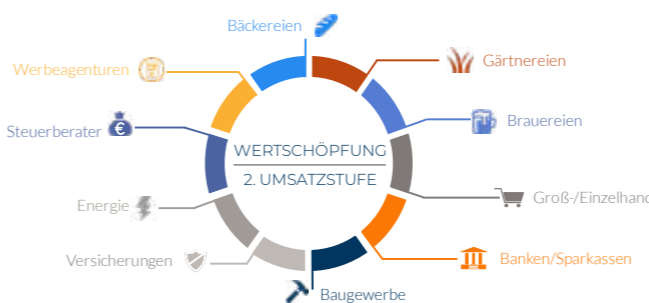 Bäckereien
Werbeagenturen
Gärtnereien
Steuerberater
Brauereien
WERTSCHÖPFUNG
2. UMSATZSTUFE
Energie
Groß-/Einzelhand
Versicherungen
Banken/Sparkassen
Baugewerbe